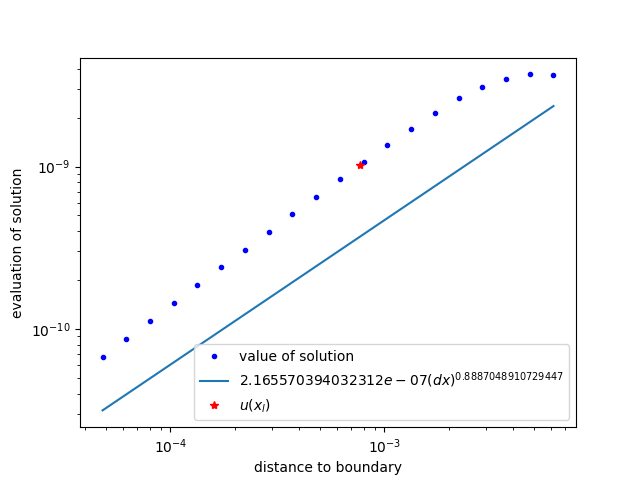 10⁻⁹
10⁻¹⁰
evaluation of solution
value of solution
2.165570394032312e − 07(dx)^0.8887048910729447
u(x_l)
10⁻⁴
10⁻³
distance to boundary